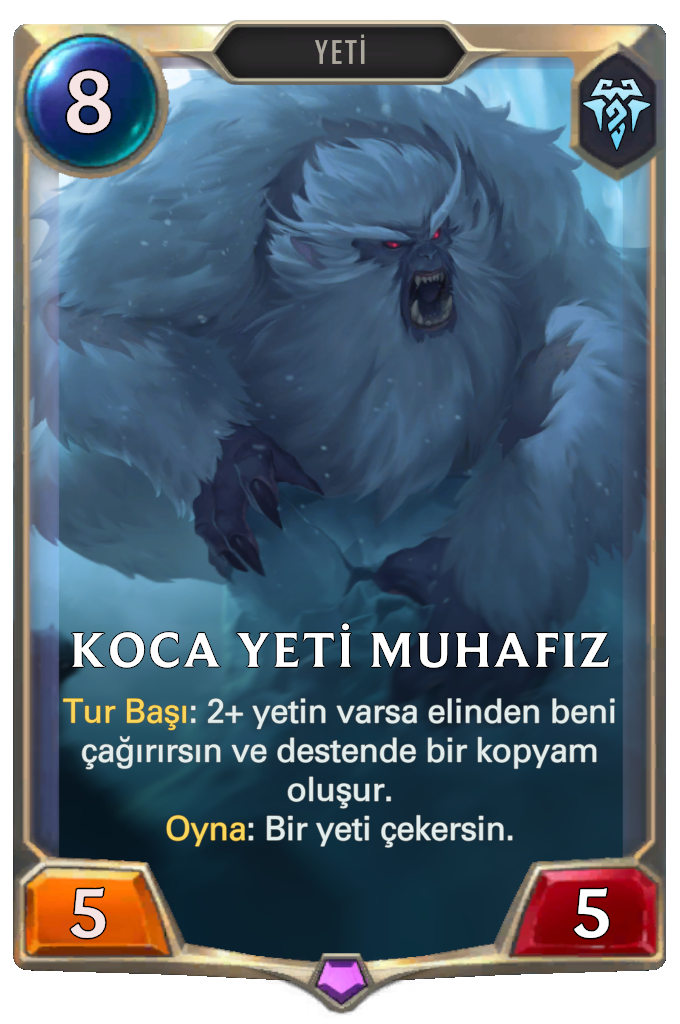 YETİ
8
KOCA YETİ MUHAFIZ
Tur Başı: 2+ yetin varsa elinden beni
çağırırsın ve destende bir kopyam
oluşur.
Oyna: Bir yeti çekersin.
5
5